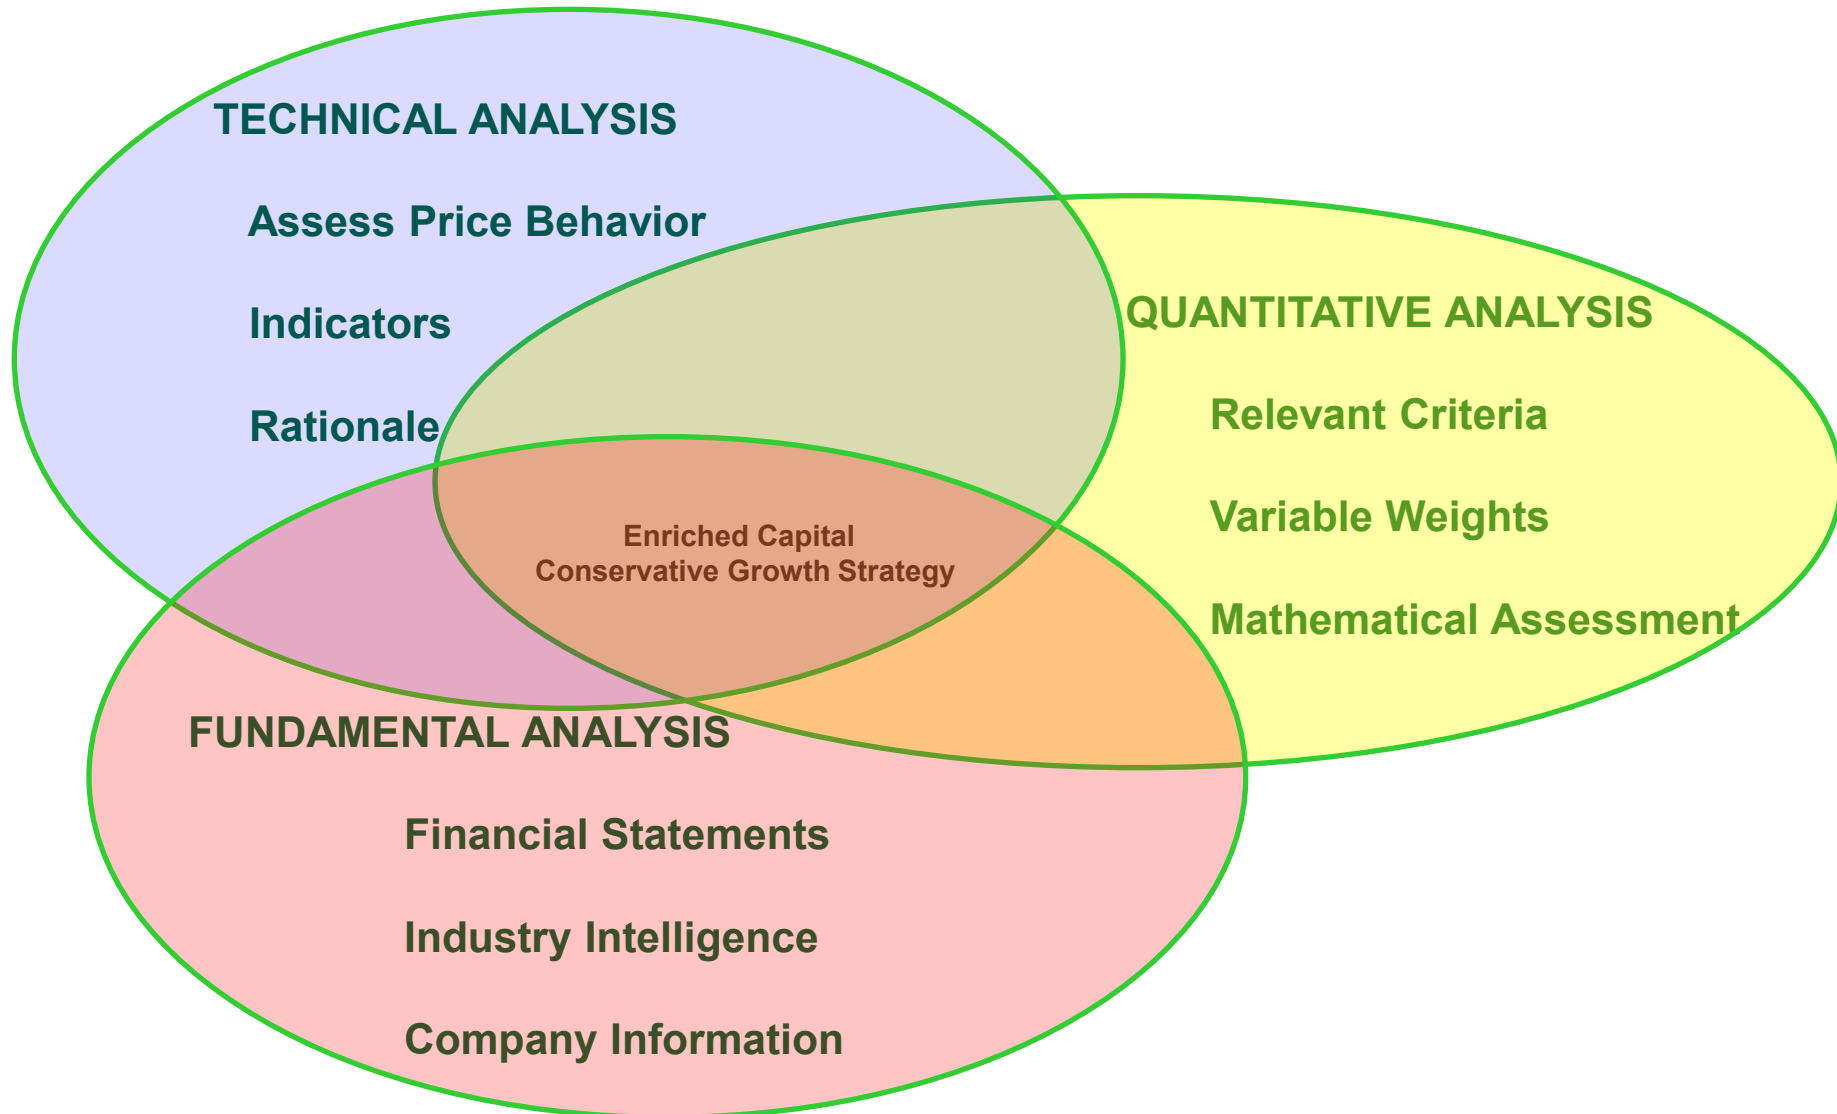 TECHNICAL ANALYSIS
Assess Price Behavior
Indicators
Rationale
QUANTITATIVE ANALYSIS
Relevant Criteria
Variable Weights
Mathematical Assessment
Enriched Capital
Conservative Growth Strategy
FUNDAMENTAL ANALYSIS
Financial Statements
Industry Intelligence
Company Information